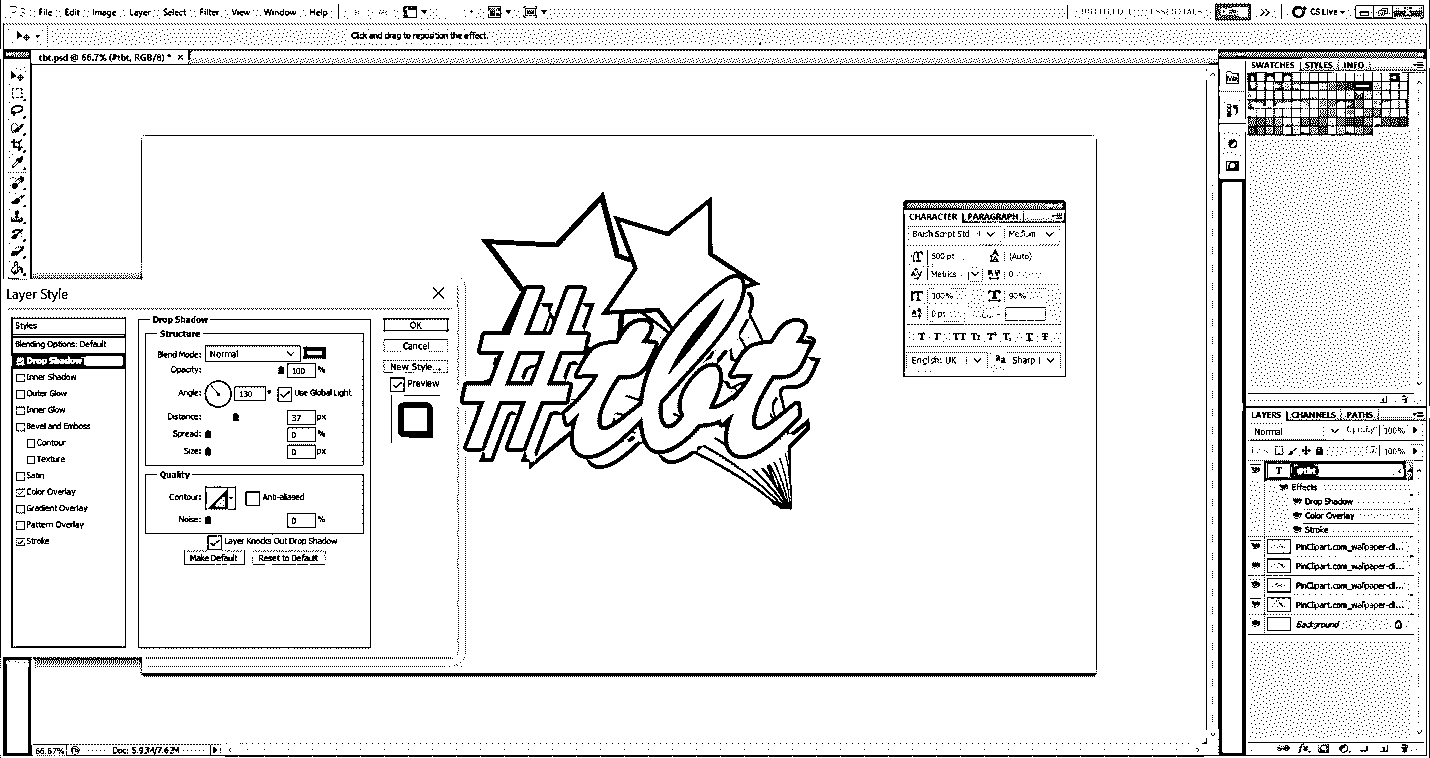 File Edit Image Layer Select Filter View Window Help
CS Live
Click and drag to reposition the effect.
tbt.psd @ 66.7% (#tbt, RGB/8) *
SWATCHES STYLES INFO
CHARACTER PARAGRAPH
Brush Script Std Medium
500 pt (Auto)
Metrics 0
100% 90%
0 pt
English: UK Sharp
#tbt
Layer Style
Styles
Blending Options: Default
Drop Shadow
Inner Shadow
Outer Glow
Inner Glow
Bevel and Emboss
Contour
Texture
Satin
Color Overlay
Gradient Overlay
Pattern Overlay
Stroke
Drop Shadow
Structure
Blend Mode: Normal
Opacity: 100 %
Angle: 130 ° Use Global Light
Distance: 37 px
Spread: 0 %
Size: 0 px
Quality
Contour: Anti-aliased
Noise: 0 %
Layer Knocks Out Drop Shadow
Make Default Reset to Default
OK
Cancel
New Style...
Preview
LAYERS CHANNELS PATHS
Normal Opacity: 100%
100%
T #tbt
Effects
Drop Shadow
Color Overlay
Stroke
PinClipart.com_wallpaper-cli...
PinClipart.com_wallpaper-cli...
PinClipart.com_wallpaper-cli...
PinClipart.com_wallpaper-cli...
Background
66.67% Doc: 5.93M/7.63M